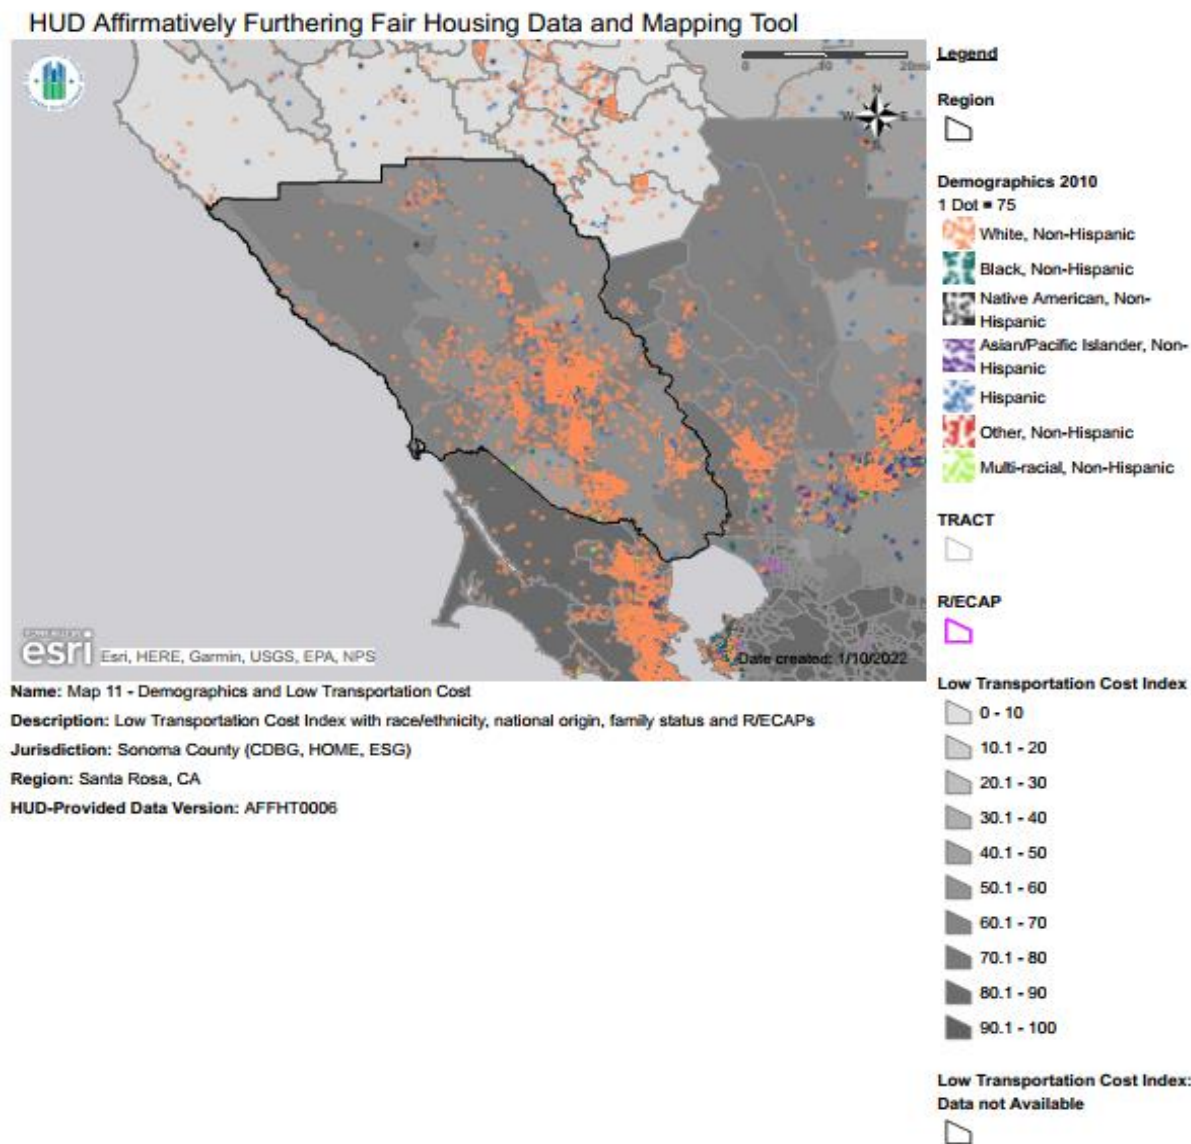 HUD Affirmatively Furthering Fair Housing Data and Mapping Tool
0 10 20mi
N
W E
S
esri
Esri, HERE, Garmin, USGS, EPA, NPS
Date created: 1/10/2022
Name: Map 11 - Demographics and Low Transportation Cost
Description: Low Transportation Cost Index with race/ethnicity, national origin, family status and R/ECAPs
Jurisdiction: Sonoma County (CDBG, HOME, ESG)
Region: Santa Rosa, CA
HUD-Provided Data Version: AFFHT0006
Legend
Region
Demographics 2010
1 Dot = 75
White, Non-Hispanic
Black, Non-Hispanic
Native American, Non-
Hispanic
Asian/Pacific Islander, Non-
Hispanic
Hispanic
Other, Non-Hispanic
Multi-racial, Non-Hispanic
TRACT
R/ECAP
Low Transportation Cost Index
0 - 10
10.1 - 20
20.1 - 30
30.1 - 40
40.1 - 50
50.1 - 60
60.1 - 70
70.1 - 80
80.1 - 90
90.1 - 100
Low Transportation Cost Index:
Data not Available